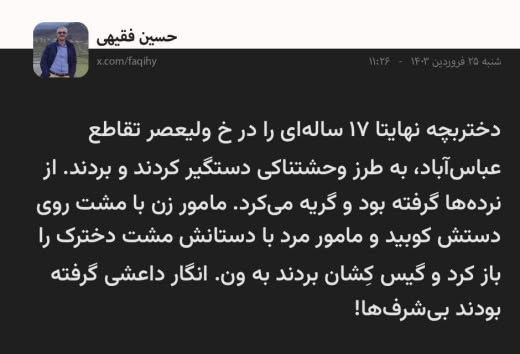 حسین فقیهی
x.com/faqihy
شنبه ۲۵ فروردین ۱۴۰۳ - ۱۱:۲۶
دختربچه نهایتا ۱۷ ساله‌ای را در خ ولیعصر تقاطع
عباس‌آباد، به طرز وحشتناکی دستگیر کردند و بردند. از
نرده‌ها گرفته بود و گریه می‌کرد. مامور زن با مشت روی
دستش کوبید و مامور مرد با دستانش مشت دخترک را
باز کرد و گیس کِشان بردند به ون. انگار داعشی گرفته
بودند بی‌شرف‌ها!